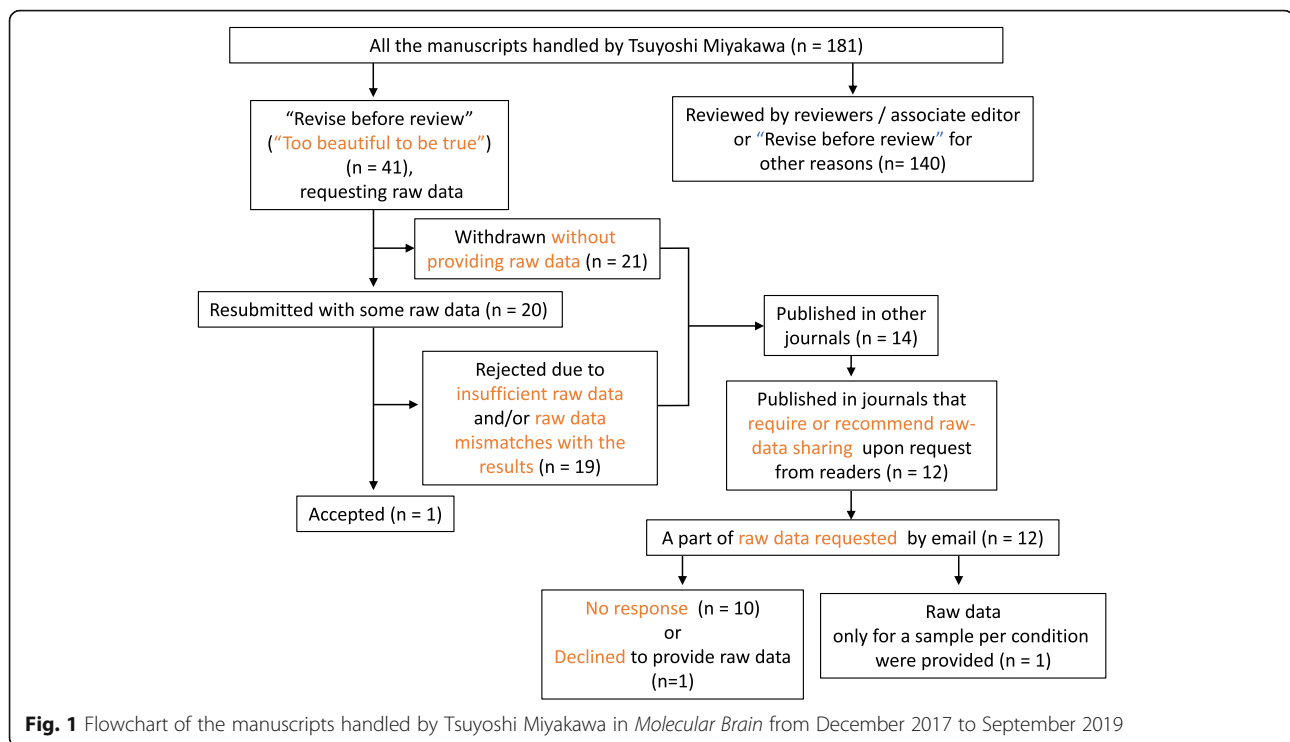 All the manuscripts handled by Tsuyoshi Miyakawa (n = 181)
“Revise before review”
(“Too beautiful to be true”)
(n = 41),
requesting raw data
Reviewed by reviewers / associate editor
or “Revise before review” for
other reasons (n= 140)
Withdrawn without
providing raw data (n = 21)
Resubmitted with some raw data (n = 20)
Published in other
journals (n = 14)
Rejected due to
insufficient raw data
and/or raw data
mismatches with the
results (n = 19)
Published in journals that
require or recommend raw-
data sharing upon request
from readers (n = 12)
Accepted (n = 1)
A part of raw data requested by email (n = 12)
No response (n = 10)
or
Declined to provide raw data
(n=1)
Raw data
only for a sample per condition
were provided (n = 1)
Fig. 1 Flowchart of the manuscripts handled by Tsuyoshi Miyakawa in Molecular Brain from December 2017 to September 2019